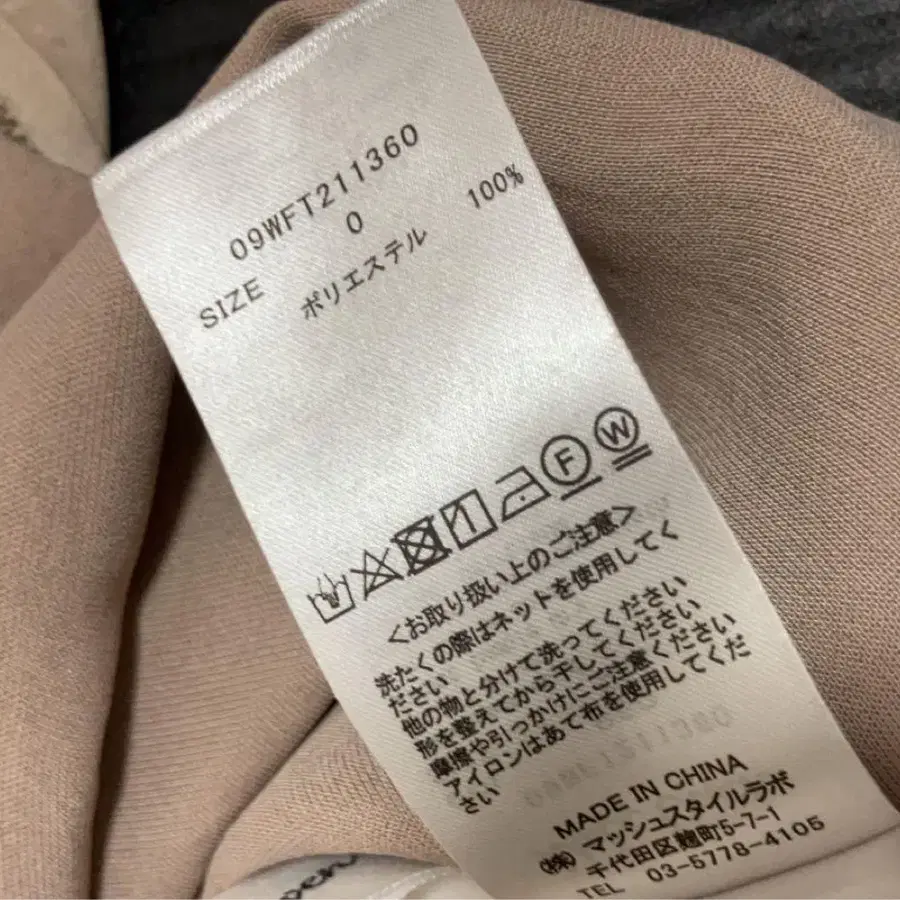 09WFT211360
SIZE 0
ポリエステル 100%
F W
<お取り扱い上のご注意>
洗たくの際はネットを使用してく
ださい
他の物と分けて洗ってください
形を整えてから干してください
摩擦や引っかけにご注意ください
アイロンはあて布を使用してくだ
さい
MADE IN CHINA
(株) マッシュスタイルラボ
千代田区麹町5-7-1
TEL 03-5778-4105